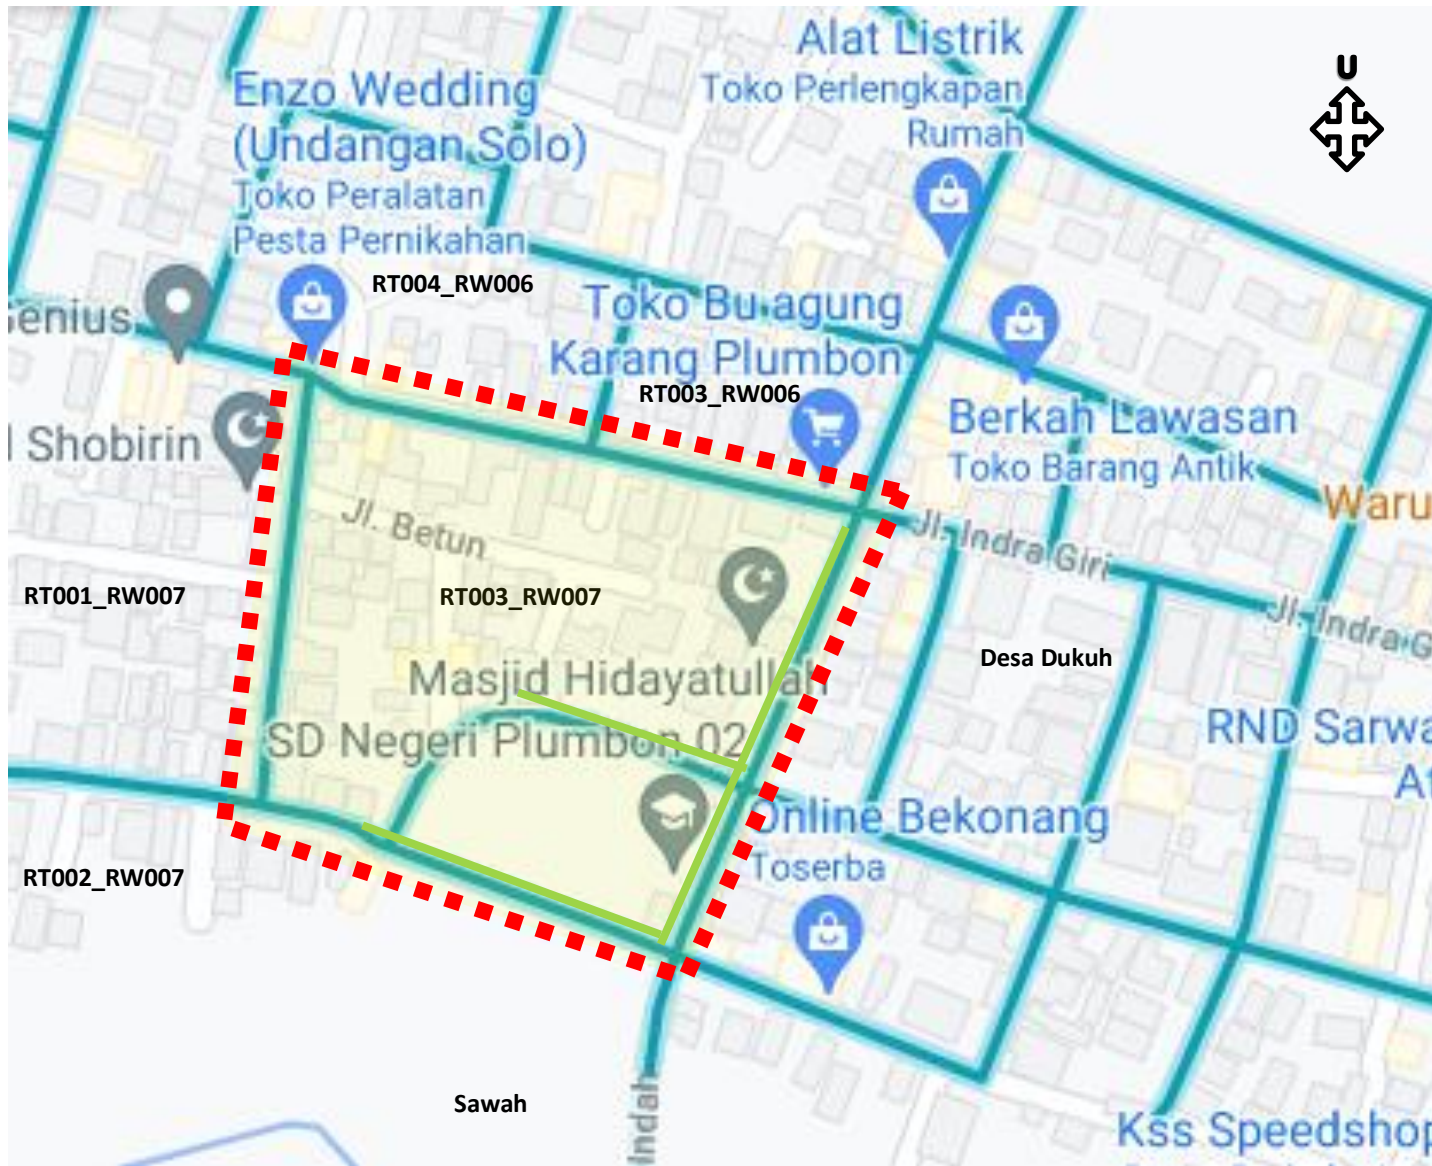 Alat Listrik
Toko Perlengkapan
Rumah
U
Enzo Wedding
(Undangan Solo)
Toko Peralatan
Pesta Pernikahan
RT004_RW006
enius
Toko Bu agung
Karang Plumbon
RT003_RW006
Shobirin
Berkah Lawasan
Toko Barang Antik
Waru
Jl. Betun
Jl. Indra Giri
RT001_RW007
RT003_RW007
Jl. Indra G
Desa Dukuh
Masjid Hidayatullah
SD Negeri Plumbon 02
RND Sarwa
At
Online Bekonang
Toserba
RT002_RW007
Sawah
Indah
Kss Speedshop